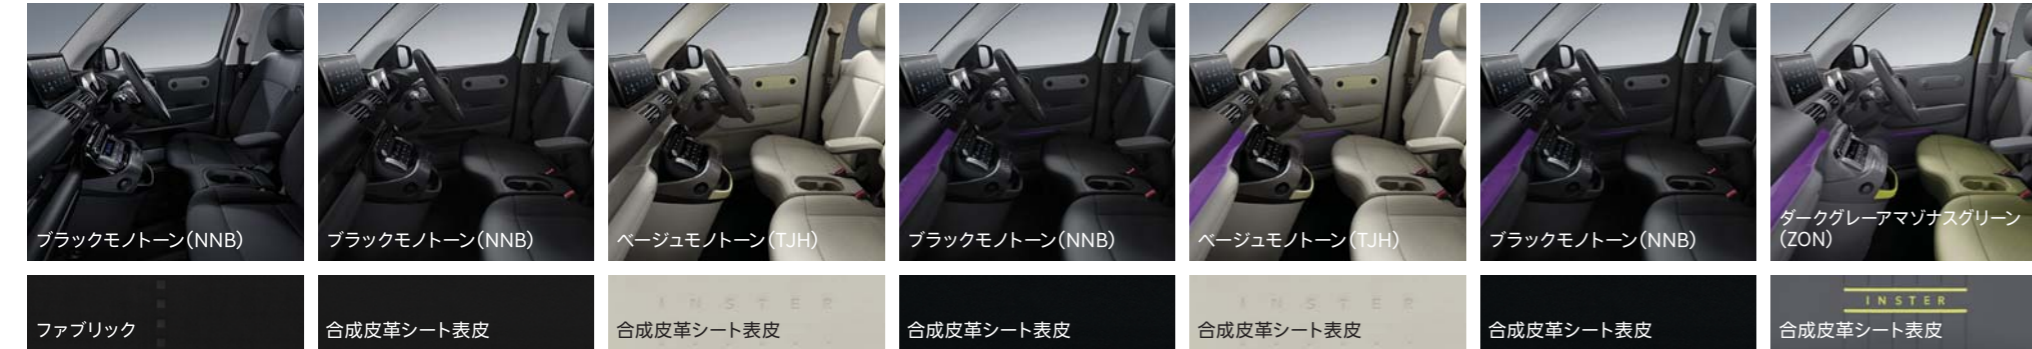 ブラックモノトーン(NNB)
ブラックモノトーン(NNB)
ベージュモノトーン(TJH)
ブラックモノトーン(NNB)
ベージュモノトーン(TJH)
ブラックモノトーン(NNB)
ダークグレーアマゾナスグリーン
(ZON)
ファブリック
合成皮革シート表皮
INSTER
合成皮革シート表皮
合成皮革シート表皮
INSTER
合成皮革シート表皮
合成皮革シート表皮
INSTER
合成皮革シート表皮